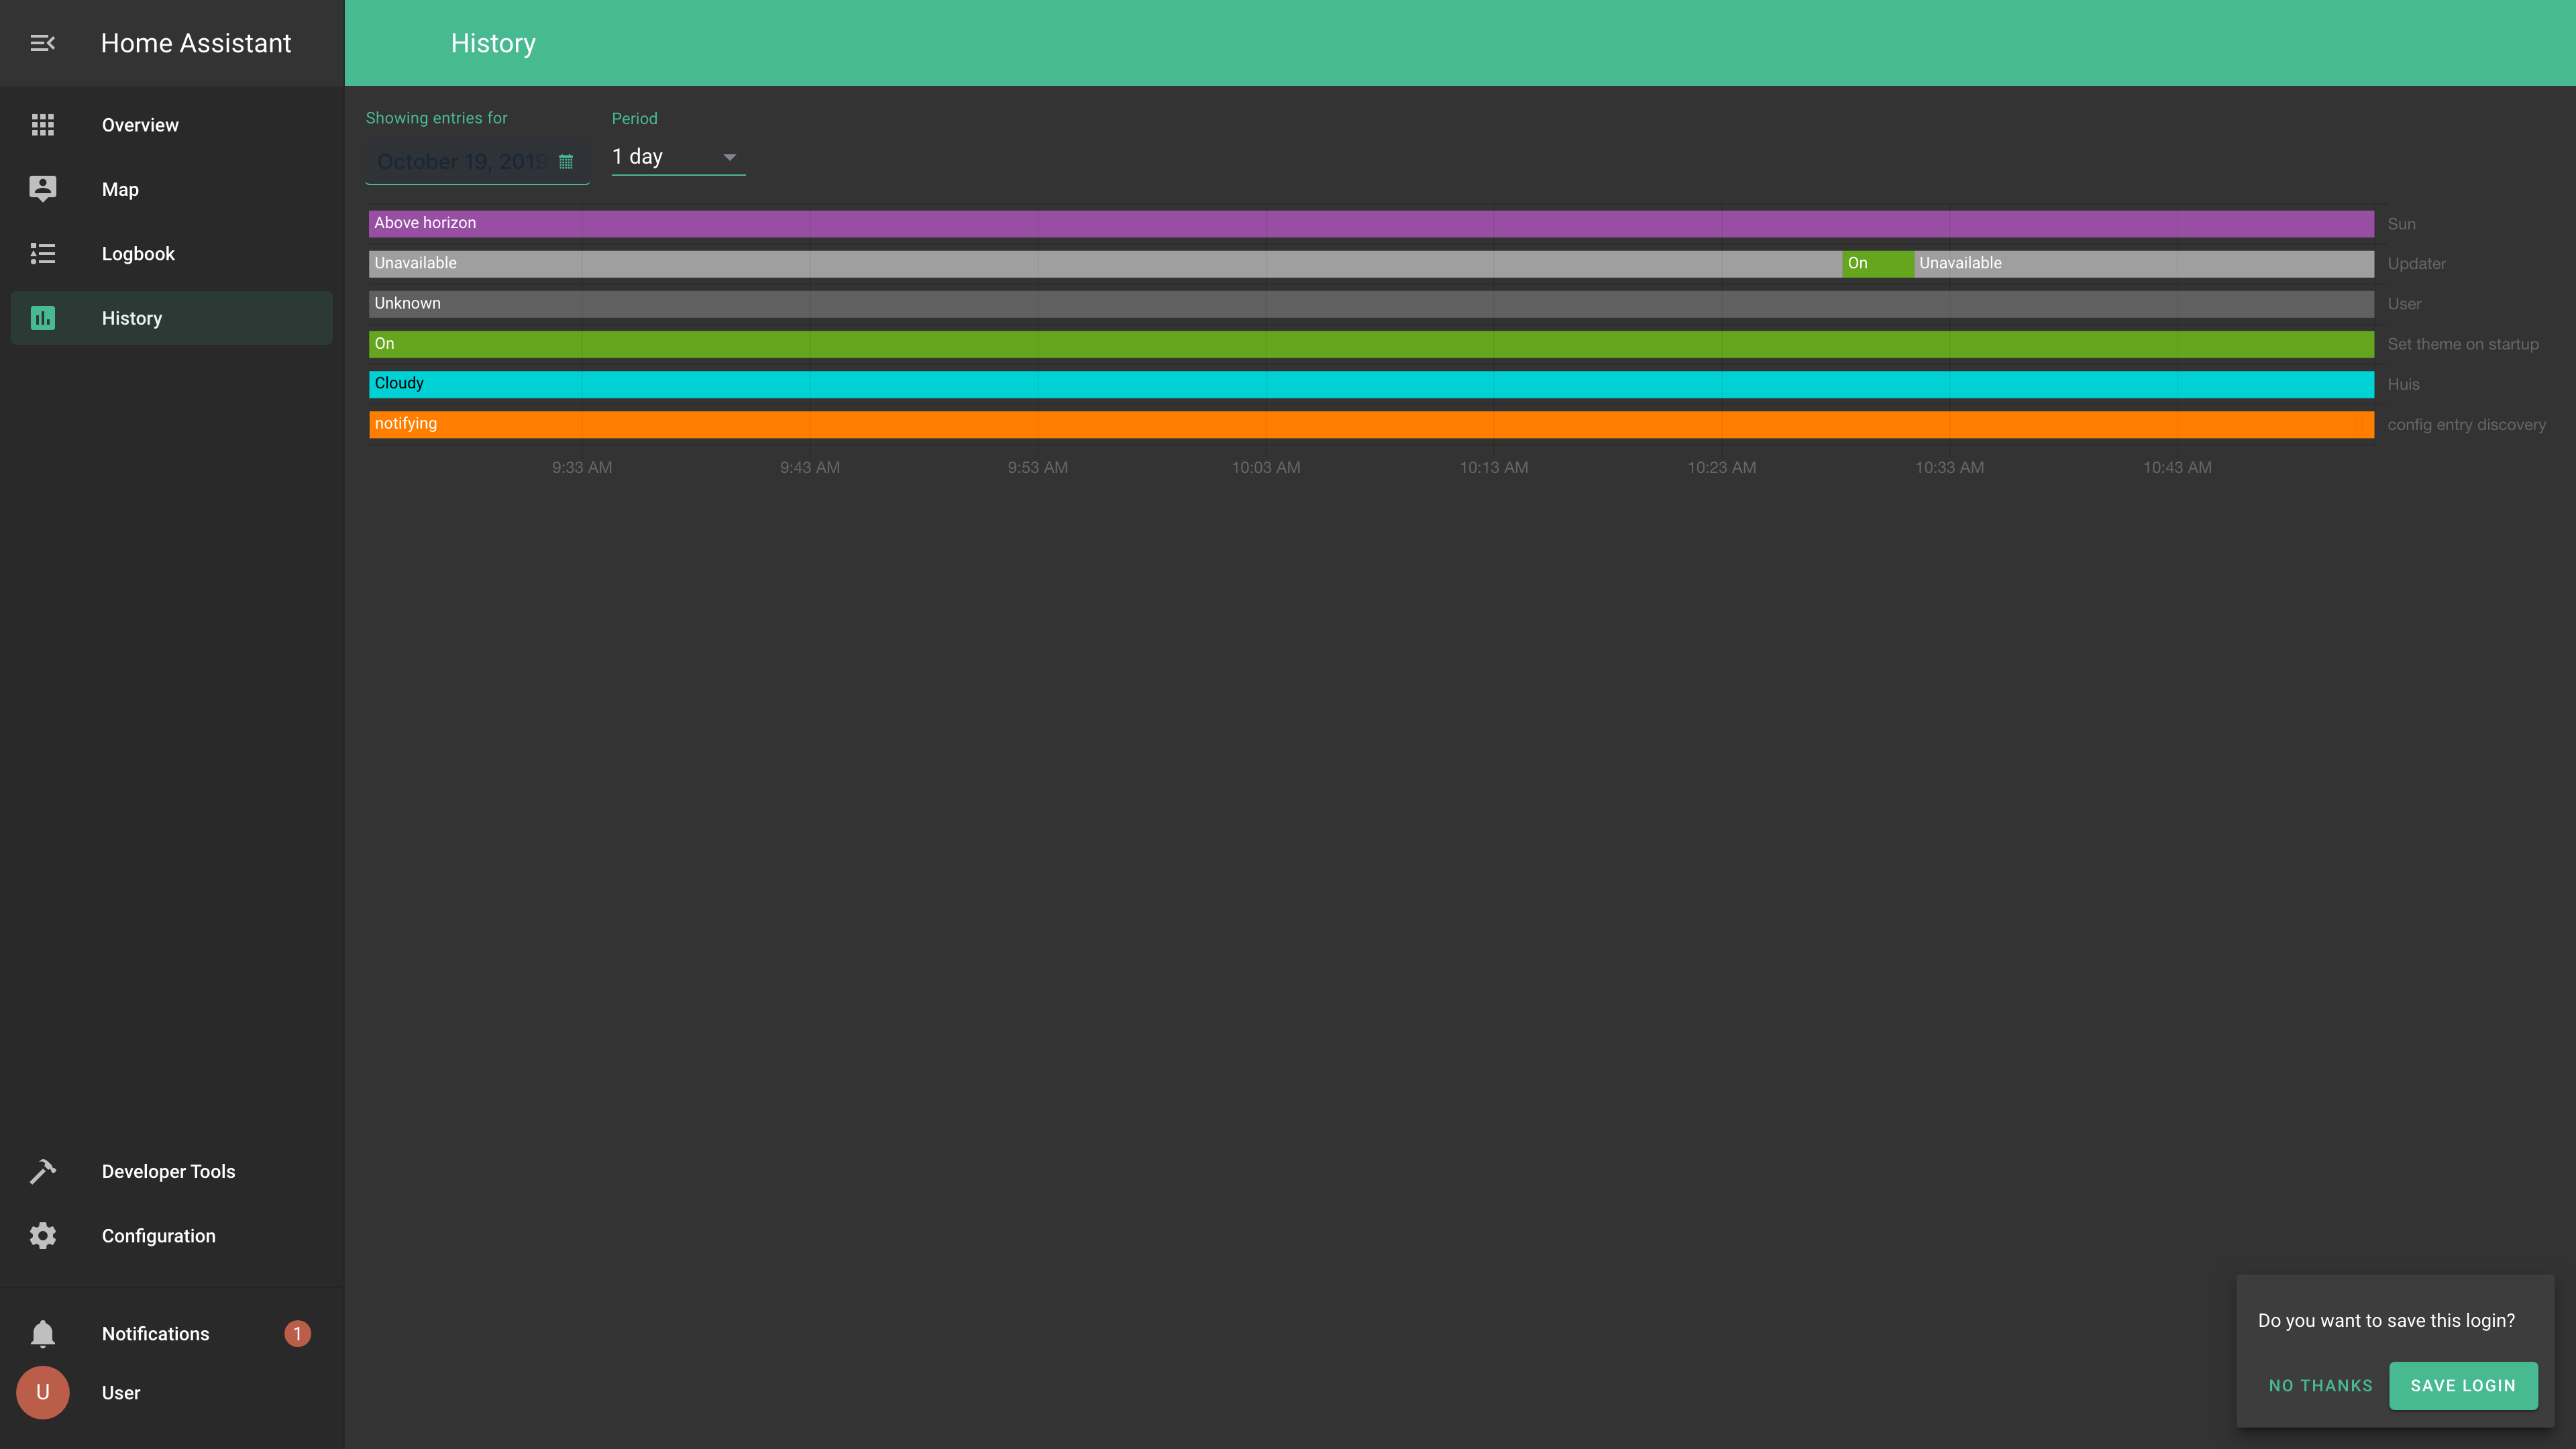 Home Assistant
History
Overview
Map
Logbook
History
Developer Tools
Configuration
Notifications 1
U User
Showing entries for
October 19, 2019
Period
1 day
Above horizon Sun
Unavailable On Unavailable Updater
Unknown User
On Set theme on startup
Cloudy Huis
notifying config entry discovery
9:33 AM 9:43 AM 9:53 AM 10:03 AM 10:13 AM 10:23 AM 10:33 AM 10:43 AM
Do you want to save this login?
NO THANKS SAVE LOGIN